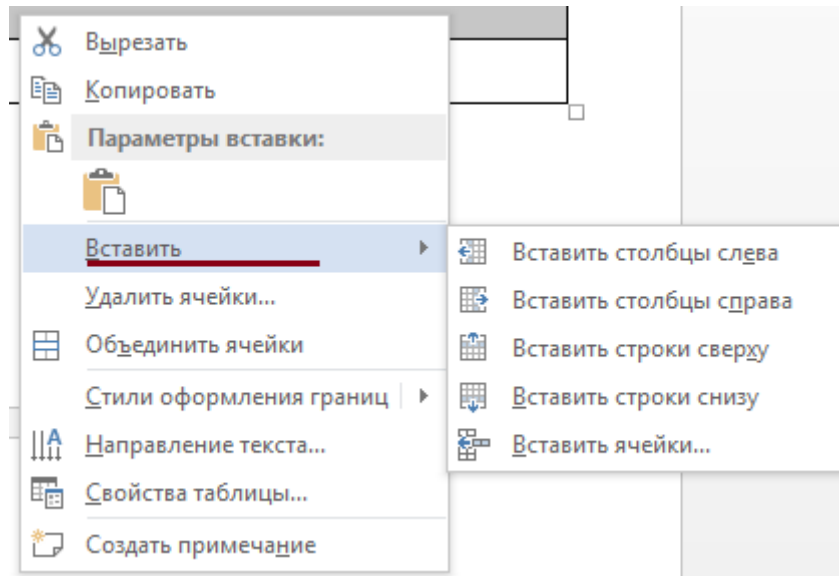 Вырезать
Копировать
Параметры вставки:
Вставить
Удалить ячейки...
Объединить ячейки
Стили оформления границ
Направление текста...
Свойства таблицы...
Создать примечание
Вставить столбцы слева
Вставить столбцы справа
Вставить строки сверху
Вставить строки снизу
Вставить ячейки...